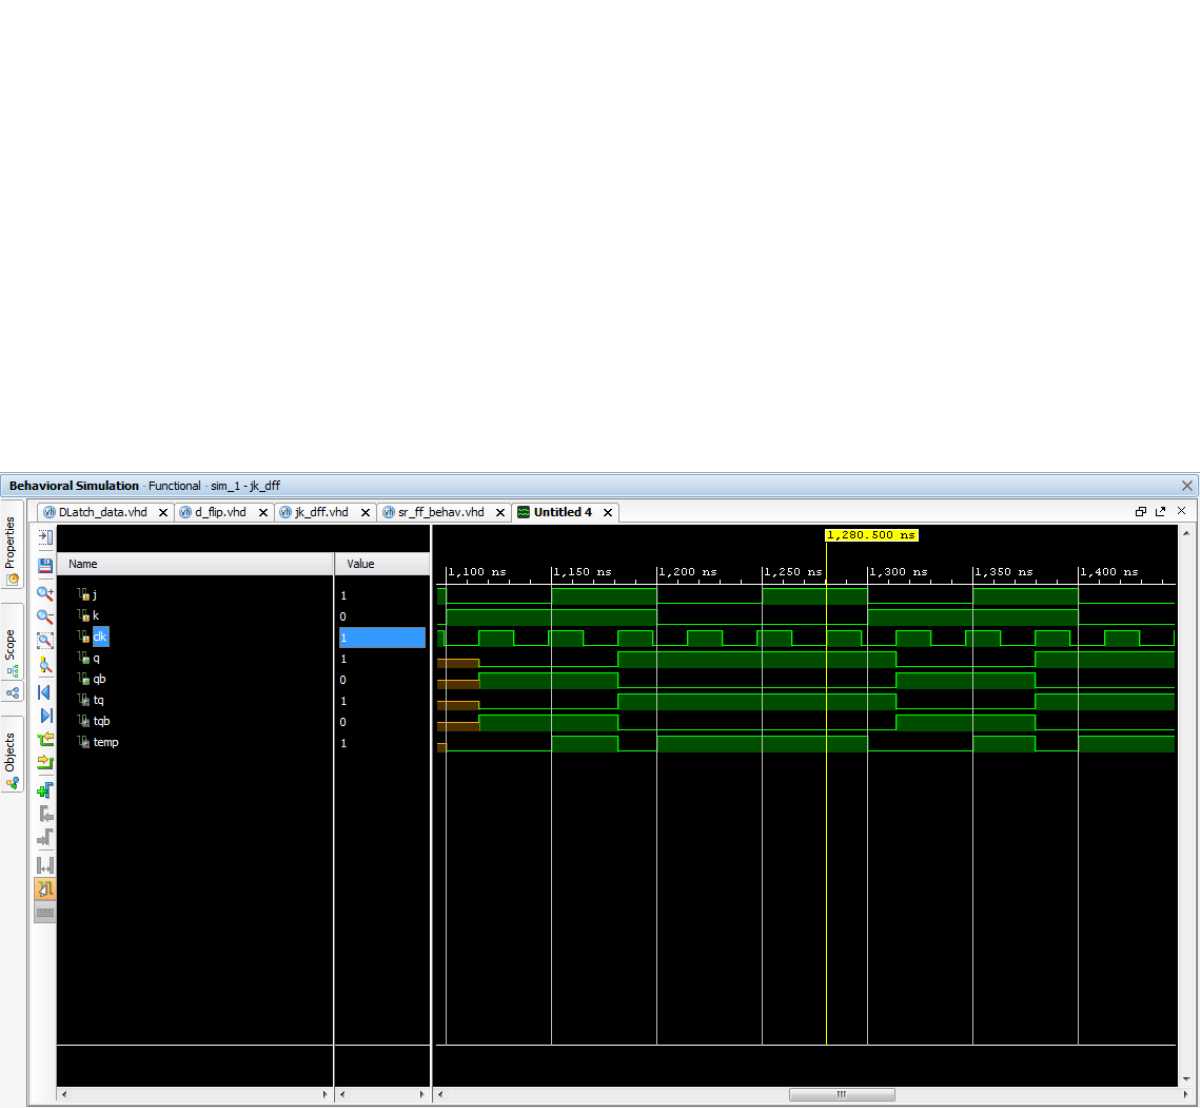 Behavioral Simulation - Functional - sim_1 - jk_dff
DLatch_data.vhd
d_flip.vhd
jk_dff.vhd
sr_ff_behav.vhd
Untitled 4
Properties
Scope
Objects
1,280.500 ns
Name
Value
1,100 ns
1,150 ns
1,200 ns
1,250 ns
1,300 ns
1,350 ns
1,400 ns
j 1
k 0
clk 1
q 1
qb 0
tq 1
tqb 0
temp 1